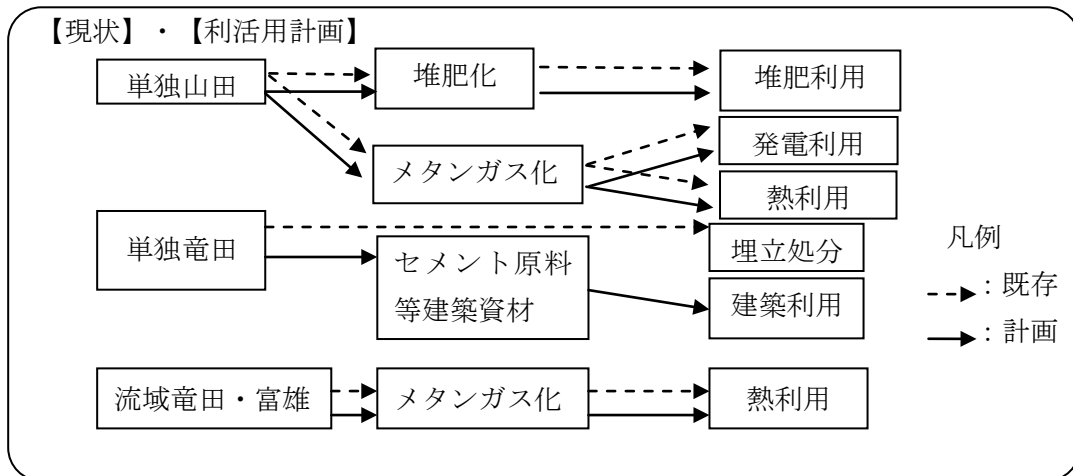 【現状】・【利活用計画】
単独山田
堆肥化
堆肥利用
メタンガス化
発電利用
熱利用
単独竜田
セメント原料
等建築資材
埋立処分
建築利用
凡例
：既存
：計画
流域竜田・富雄
メタンガス化
熱利用